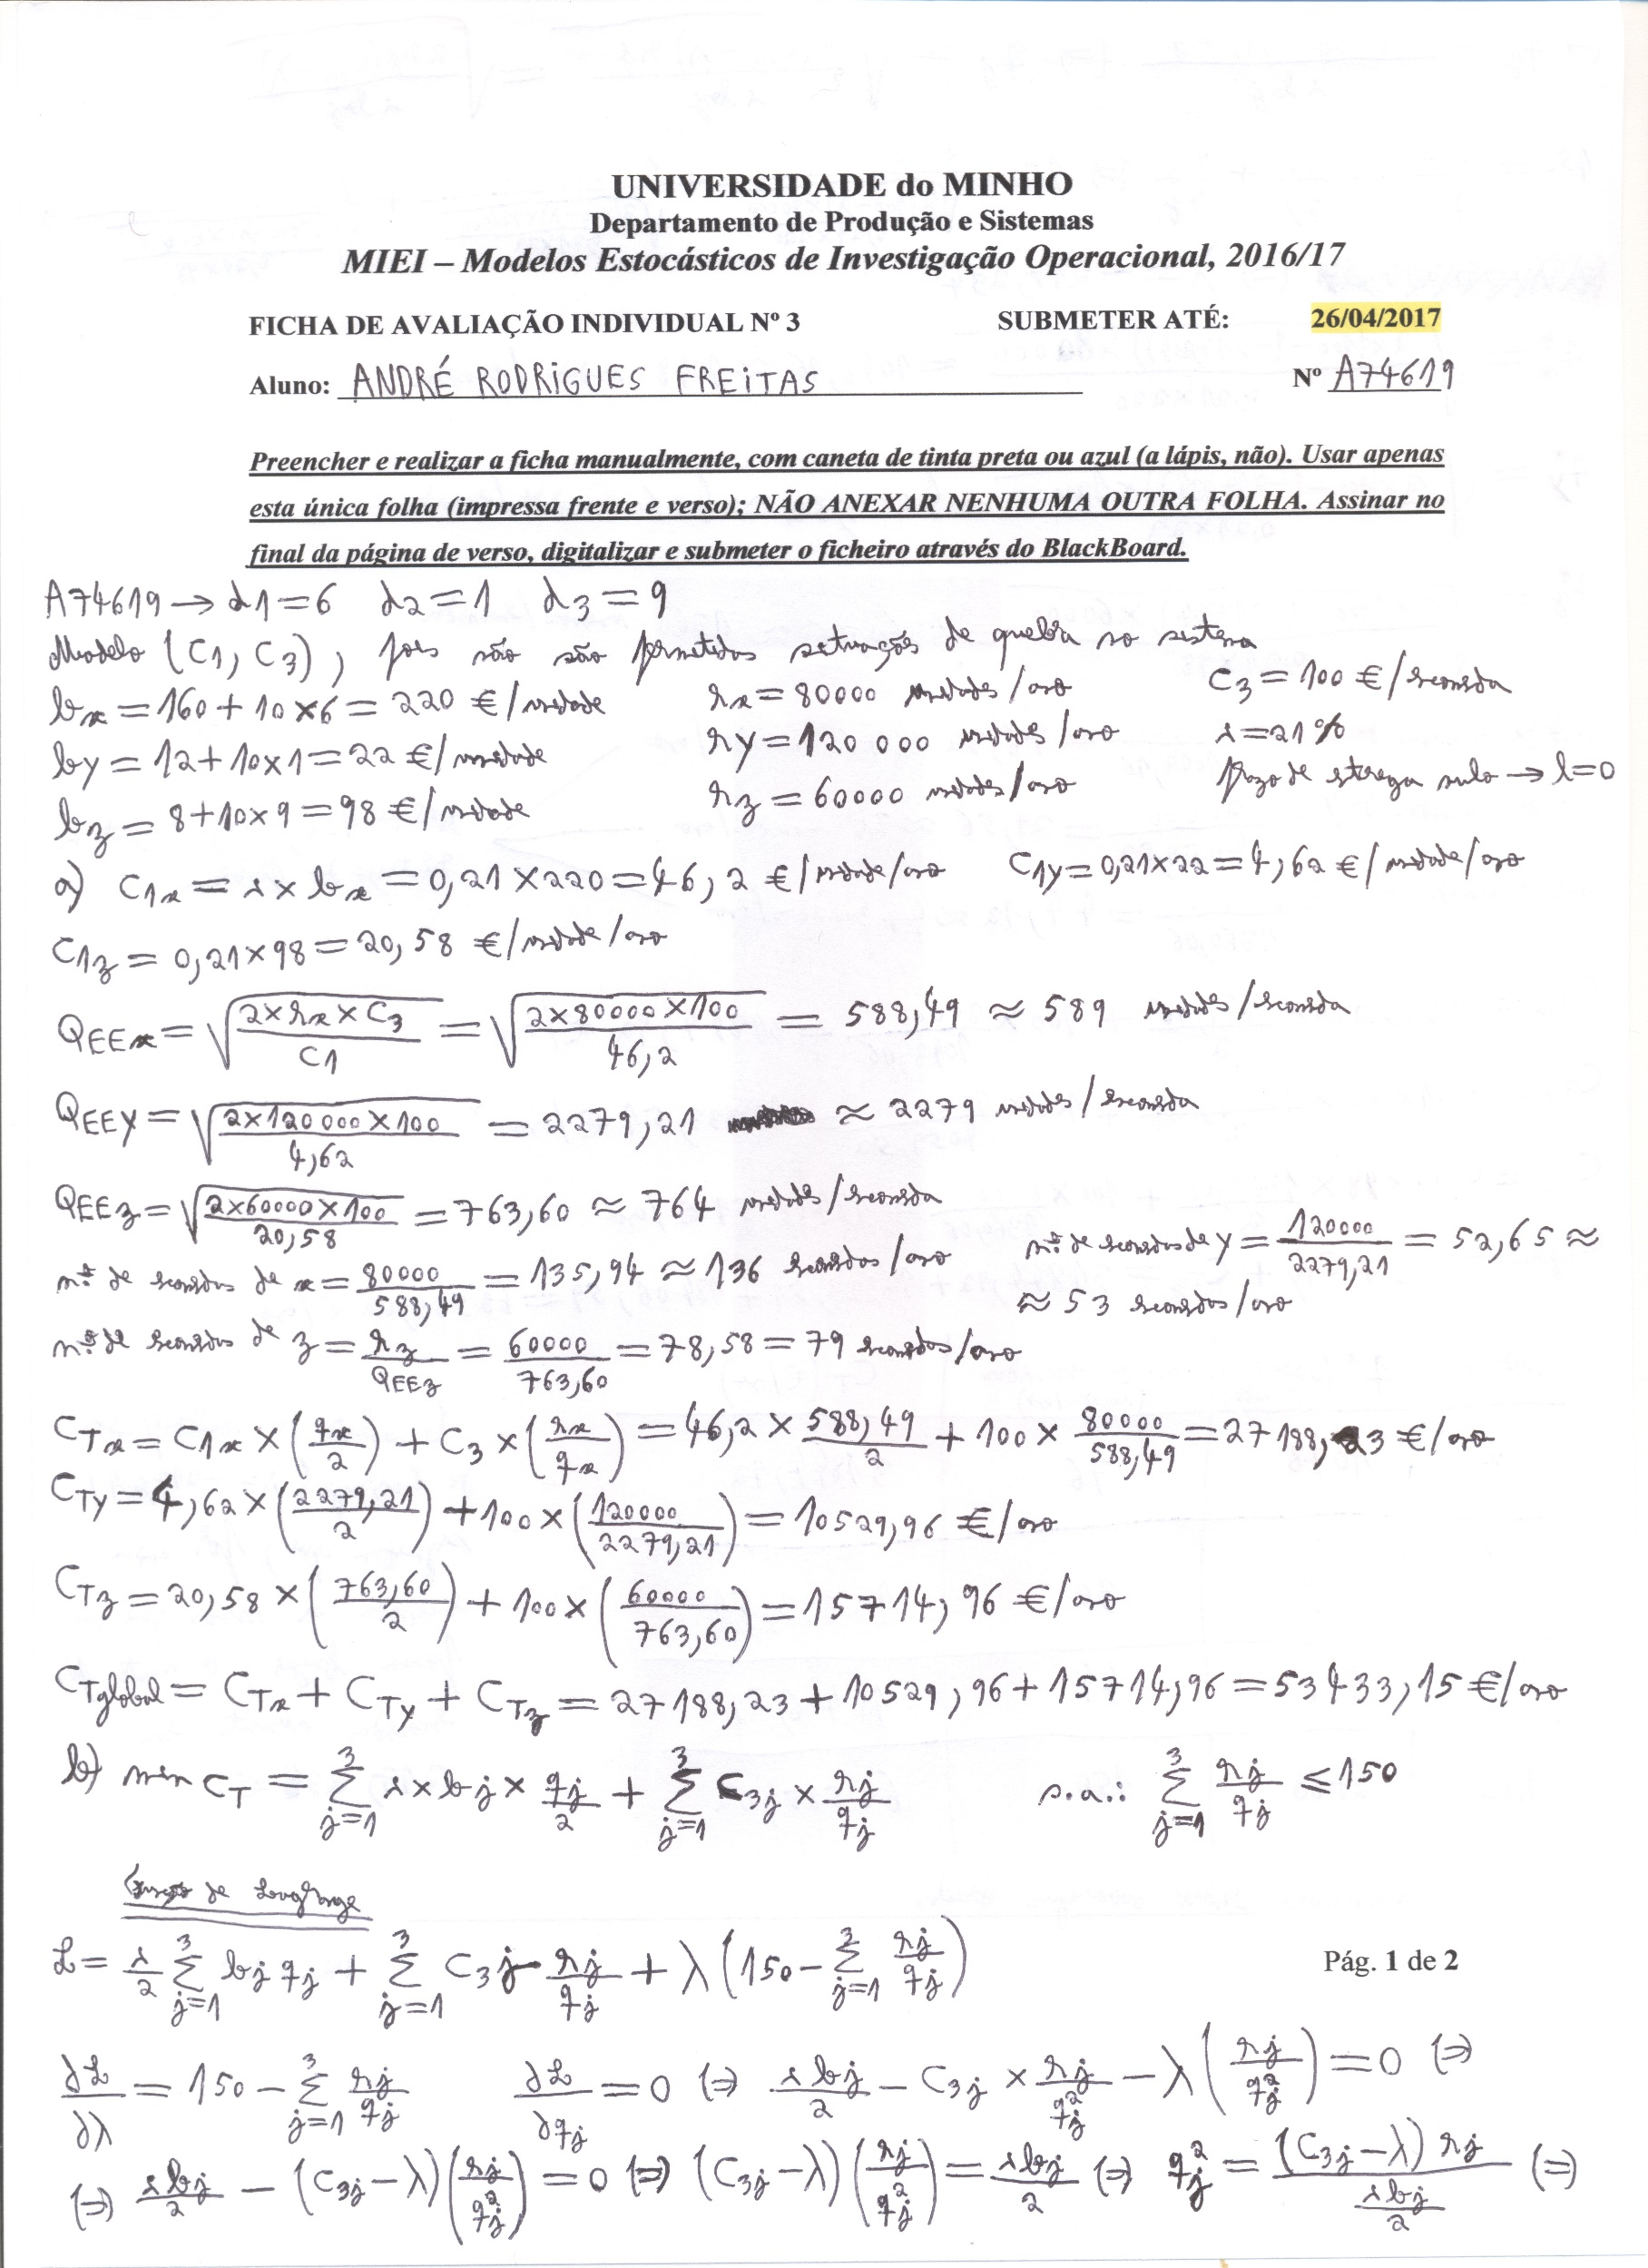 UNIVERSIDADE do MINHO
Departamento de Produção e Sistemas
MIEI – Modelos Estocásticos de Investigação Operacional, 2016/17
FICHA DE AVALIAÇÃO INDIVIDUAL Nº 3 SUBMETER ATÉ: 26/04/2017
Aluno: ANDRÉ RODRIGUES FREITAS Nº A74619
Preencher e realizar a ficha manualmente, com caneta de tinta preta ou azul (a lápis, não). Usar apenas
esta única folha (impressa frente e verso); NÃO ANEXAR NENHUMA OUTRA FOLHA. Assinar no
final da página de verso, digitalizar e submeter o ficheiro através do BlackBoard.
A74619 → d1 = 6 d2 = 1 d3 = 9
Modelo (C1, C3), pois não são permitidas situações de quebra no sistema
bx = 160 + 10×6 = 220 €/unidade rx = 80000 unidades/ano C3 = 100 €/encomenda
by = 12 + 10×1 = 22 €/unidade ry = 120 000 unidades/ano i = 21%
bz = 8 + 10×9 = 98 €/unidade rz = 60000 unidades/ano prazo de entrega nulo → l = 0
a) C1x = i × bx = 0,21 × 220 = 46,2 €/unidade/ano C1y = 0,21×22 = 4,62 €/unidade/ano
C1z = 0,21×98 = 20,58 €/unidade/ano
QEEx = √(2×rx×C3 / C1) = √(2×80000×100 / 46,2) = 588,49 ≈ 589 unidades/encomenda
QEEy = √(2×120 000×100 / 4,62) = 2279,21 ≈ 2279 unidades/encomenda
QEEz = √(2×60000×100 / 20,58) = 763,60 ≈ 764 unidades/encomenda
nº de encomendas de x = 80000 / 588,49 = 135,94 ≈ 136 encomendas/ano nº de encomendas de y = 120000 / 2279,21 = 52,65 ≈
≈ 53 encomendas/ano
nº de encomendas de z = rz / QEEz = 60000 / 763,60 = 78,58 = 79 encomendas/ano
CTx = C1x × (qx / 2) + C3 × (rx / qx) = 46,2 × 588,49 / 2 + 100 × 80000 / 588,49 = 27188,23 €/ano
CTy = 4,62 × (2279,21 / 2) + 100 × (120000 / 2279,21) = 10529,96 €/ano
CTz = 20,58 × (763,60 / 2) + 100 × (60000 / 763,60) = 15714,96 €/ano
CTglobal = CTx + CTy + CTz = 27188,23 + 10529,96 + 15714,96 = 53433,15 €/ano
b) min CT = Σ(j=1, 3) i × bj × qj / 2 + Σ(j=1, 3) C3j × rj / qj s.a.: Σ(j=1, 3) rj / qj ≤ 150
Função de Lagrange
L = i/2 Σ(j=1, 3) bj qj + Σ(j=1, 3) C3j rj / qj + λ(150 − Σ(j=1, 3) rj / qj)
Pág. 1 de 2
∂L/∂λ = 150 − Σ(j=1, 3) rj / qj ∂L/∂qj = 0 (⇒ i bj / 2 − C3j × rj / qj² − λ(rj / qj²) = 0 (⇒
(⇒) i bj / 2 − (C3j − λ)(rj / qj²) = 0 (⇒) (C3j − λ)(rj / qj²) = i bj / 2 (⇒ qj² = (C3j − λ) rj / (i bj / 2) (⇒)